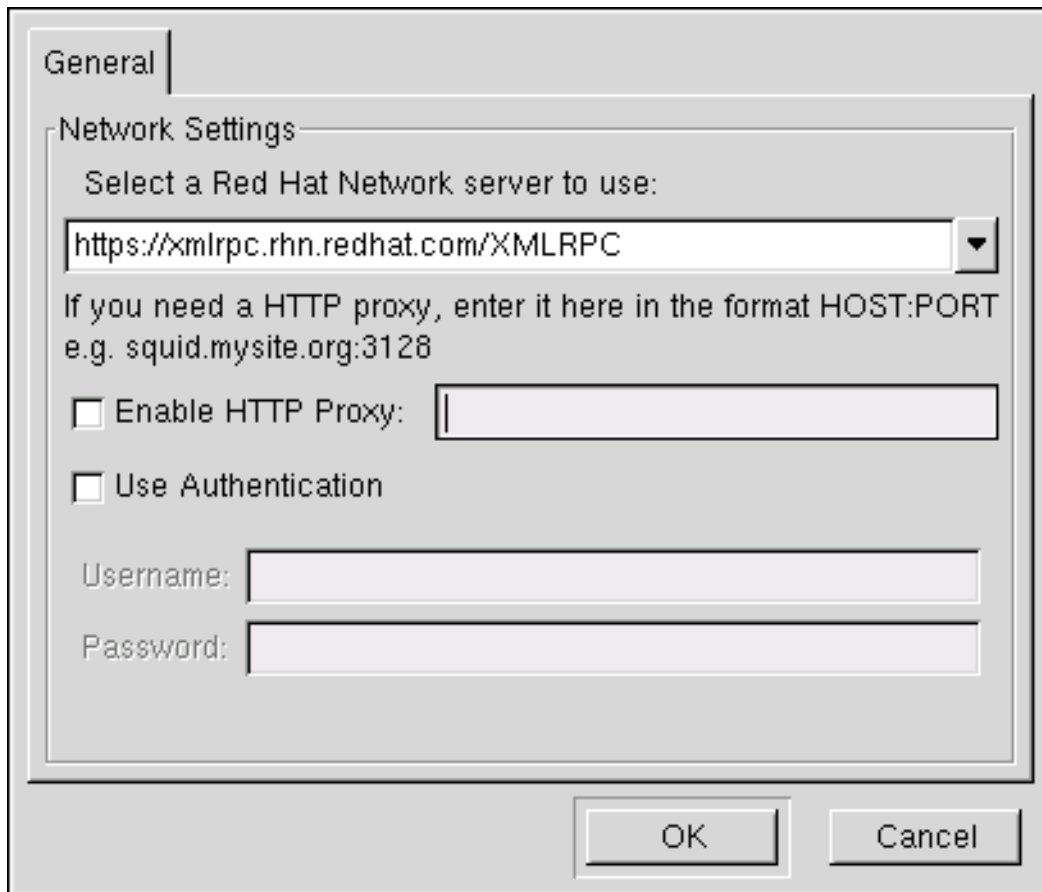 General
Network Settings
Select a Red Hat Network server to use:
https://xmlrpc.rhn.redhat.com/XMLRPC
If you need a HTTP proxy, enter it here in the format HOST:PORT
e.g. squid.mysite.org:3128
Enable HTTP Proxy:
Use Authentication
Username:
Password:
OK Cancel